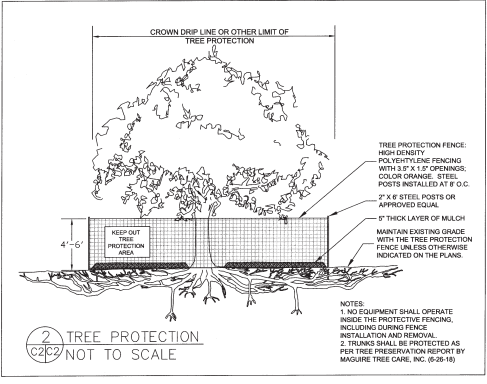 CROWN DRIP LINE OR OTHER LIMIT OF
TREE PROTECTION
TREE PROTECTION FENCE:
HIGH DENSITY
POLYEHTYLENE FENCING
WITH 3.5" X 1.5" OPENINGS;
COLOR ORANGE. STEEL
POSTS INSTALLED AT 8' O.C.
2" X 6' STEEL POSTS OR
APPROVED EQUAL
5" THICK LAYER OF MULCH
MAINTAIN EXISTING GRADE
WITH THE TREE PROTECTION
FENCE UNLESS OTHERWISE
INDICATED ON THE PLANS.
4'-6'
KEEP OUT
TREE
PROTECTION
AREA
NOTES:
1. NO EQUIPMENT SHALL OPERATE
INSIDE THE PROTECTIVE FENCING,
INCLUDING DURING FENCE
INSTALLATION AND REMOVAL.
2. TRUNKS SHALL BE PROTECTED AS
PER TREE PRESERVATION REPORT BY
MAGUIRE TREE CARE, INC. (6-26-18)
2
C2 C2
TREE PROTECTION
NOT TO SCALE